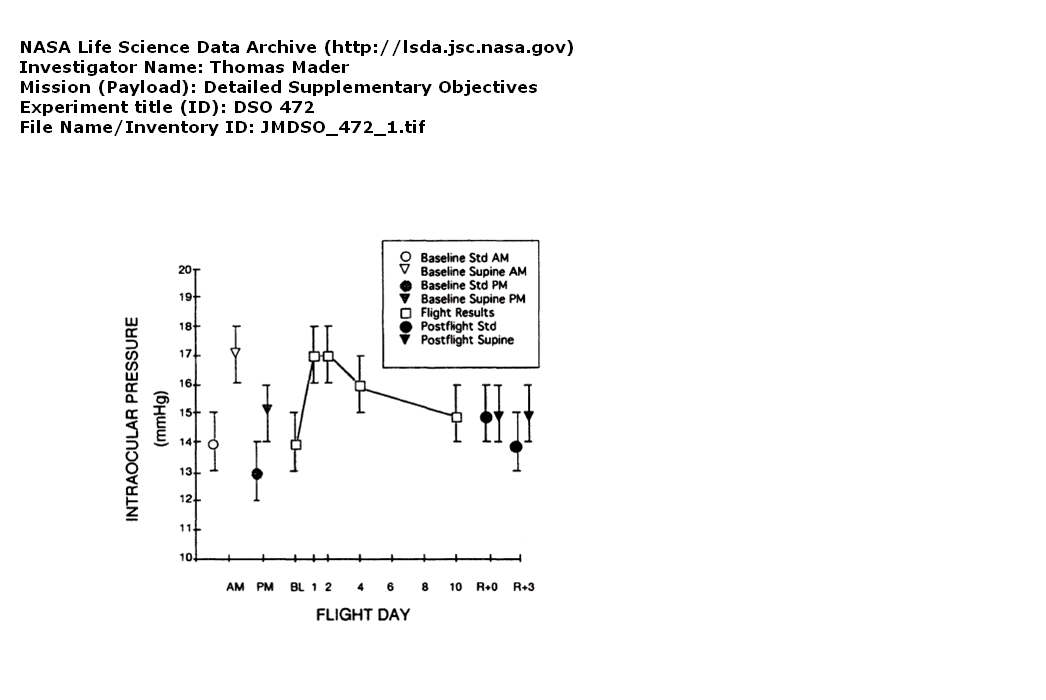 NASA Life Science Data Archive (http://lsda.jsc.nasa.gov)
Investigator Name: Thomas Mader
Mission (Payload): Detailed Supplementary Objectives
Experiment title (ID): DSO 472
File Name/Inventory ID: JMDSO_472_1.tif
Baseline Std AM
Baseline Supine AM
Baseline Std PM
Baseline Supine PM
Flight Results
Postflight Std
Postflight Supine
INTRAOCULAR PRESSURE
(mmHg)
20
19
18
17
16
15
14
13
12
11
10
AM PM BL 1 2 4 6 8 10 R+0 R+3
FLIGHT DAY